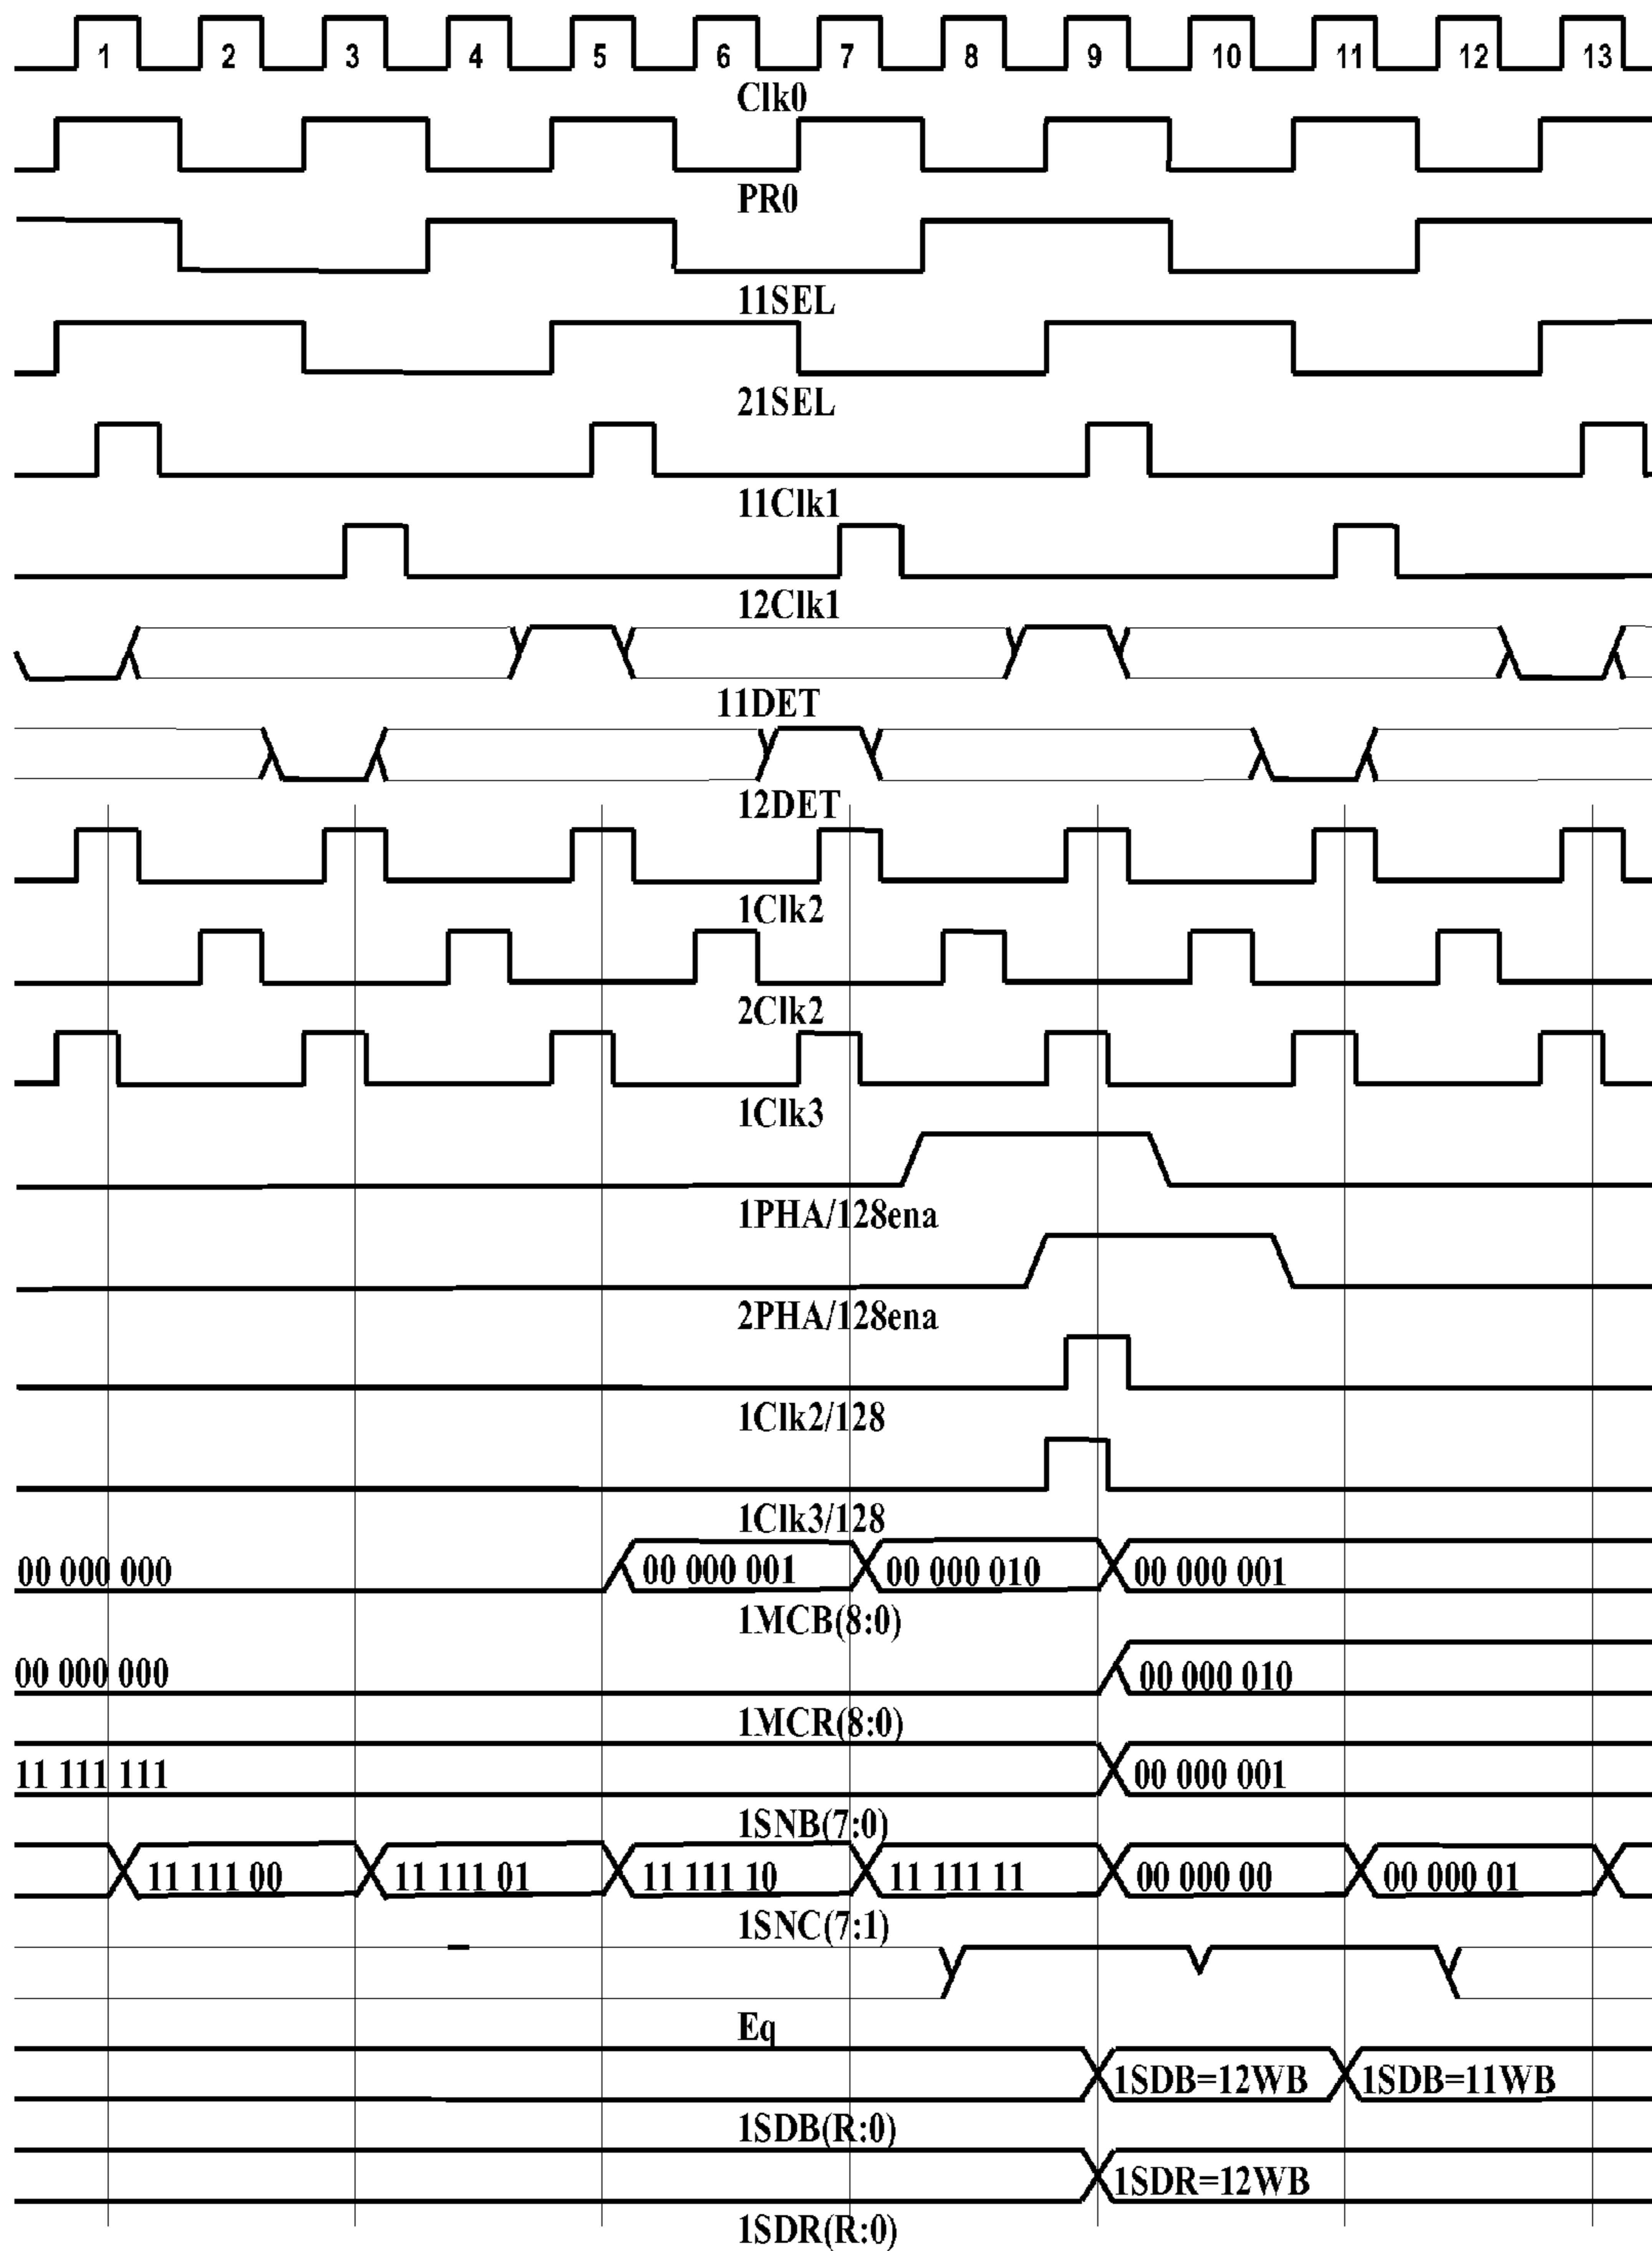 1 2 3 4 5 6 7 8 9 10 11 12 13
Clk0
PR0
11SEL
21SEL
11Clk1
12Clk1
11DET
12DET
1Clk2
2Clk2
1Clk3
1PHA/128ena
2PHA/128ena
1Clk2/128
1Clk3/128
00 000 000 00 000 001 00 000 010 00 000 001
1MCB(8:0)
00 000 000 00 000 010
1MCR(8:0)
11 111 111 00 000 001
1SNB(7:0)
11 111 00 11 111 01 11 111 10 11 111 11 00 000 00 00 000 01
1SNC(7:1)
Eq
1SDB=12WB 1SDB=11WB
1SDB(R:0)
1SDR=12WB
1SDR(R:0)